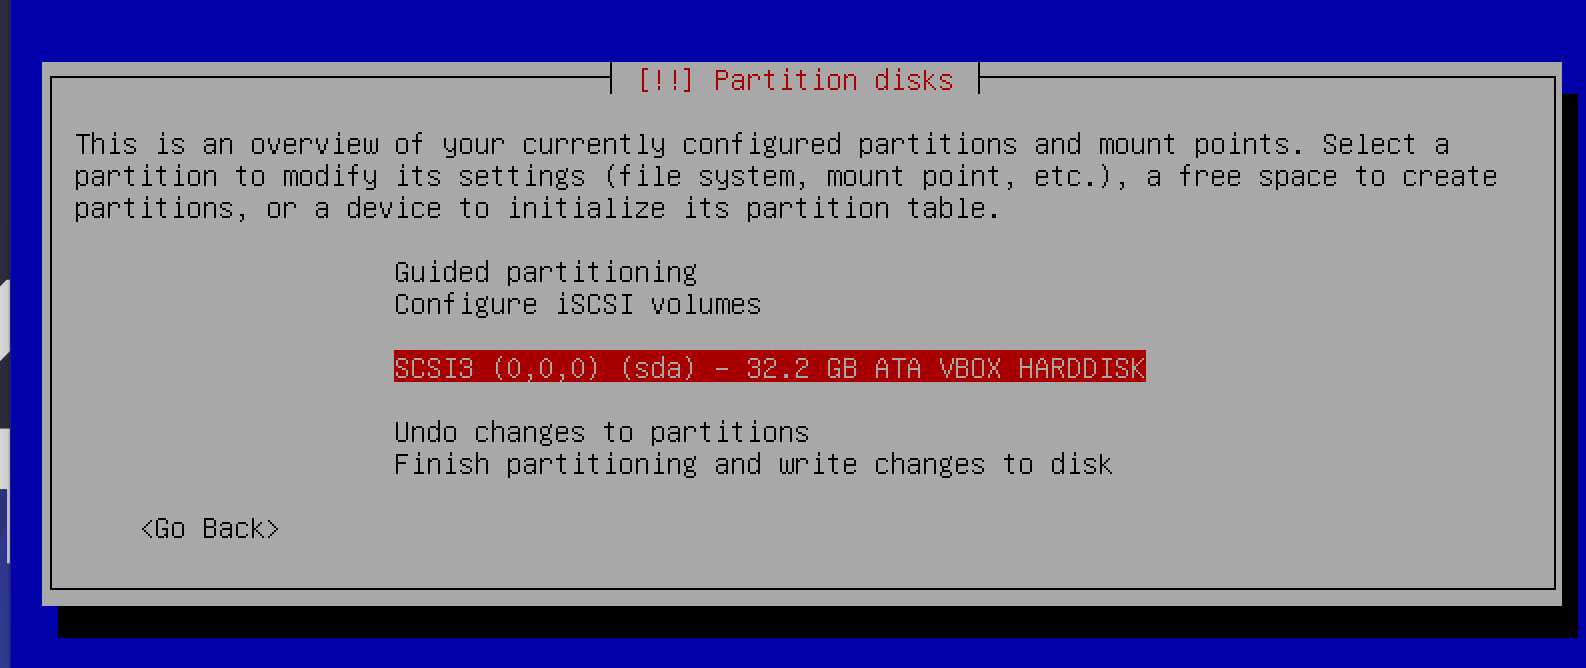 [!!] Partition disks
This is an overview of your currently configured partitions and mount points. Select a
partition to modify its settings (file system, mount point, etc.), a free space to create
partitions, or a device to initialize its partition table.
Guided partitioning
Configure iSCSI volumes
SCSI3 (0,0,0) (sda) - 32.2 GB ATA VBOX HARDDISK
Undo changes to partitions
Finish partitioning and write changes to disk
<Go Back>